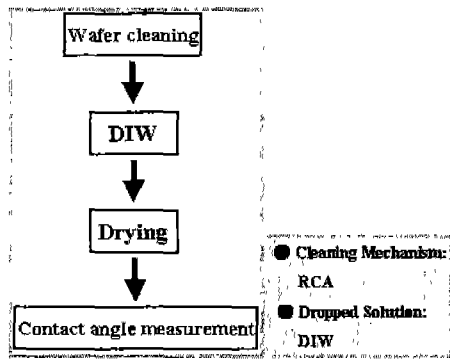 Wafer cleaning
DIW
Drying
Contact angle measurement
● Cleaning Mechanism:
RCA
● Dropped Solution:
DIW